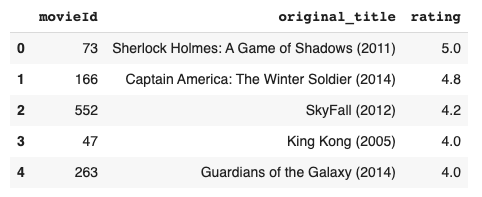 movieId original_title rating
0 73 Sherlock Holmes: A Game of Shadows (2011) 5.0
1 166 Captain America: The Winter Soldier (2014) 4.8
2 552 SkyFall (2012) 4.2
3 47 King Kong (2005) 4.0
4 263 Guardians of the Galaxy (2014) 4.0